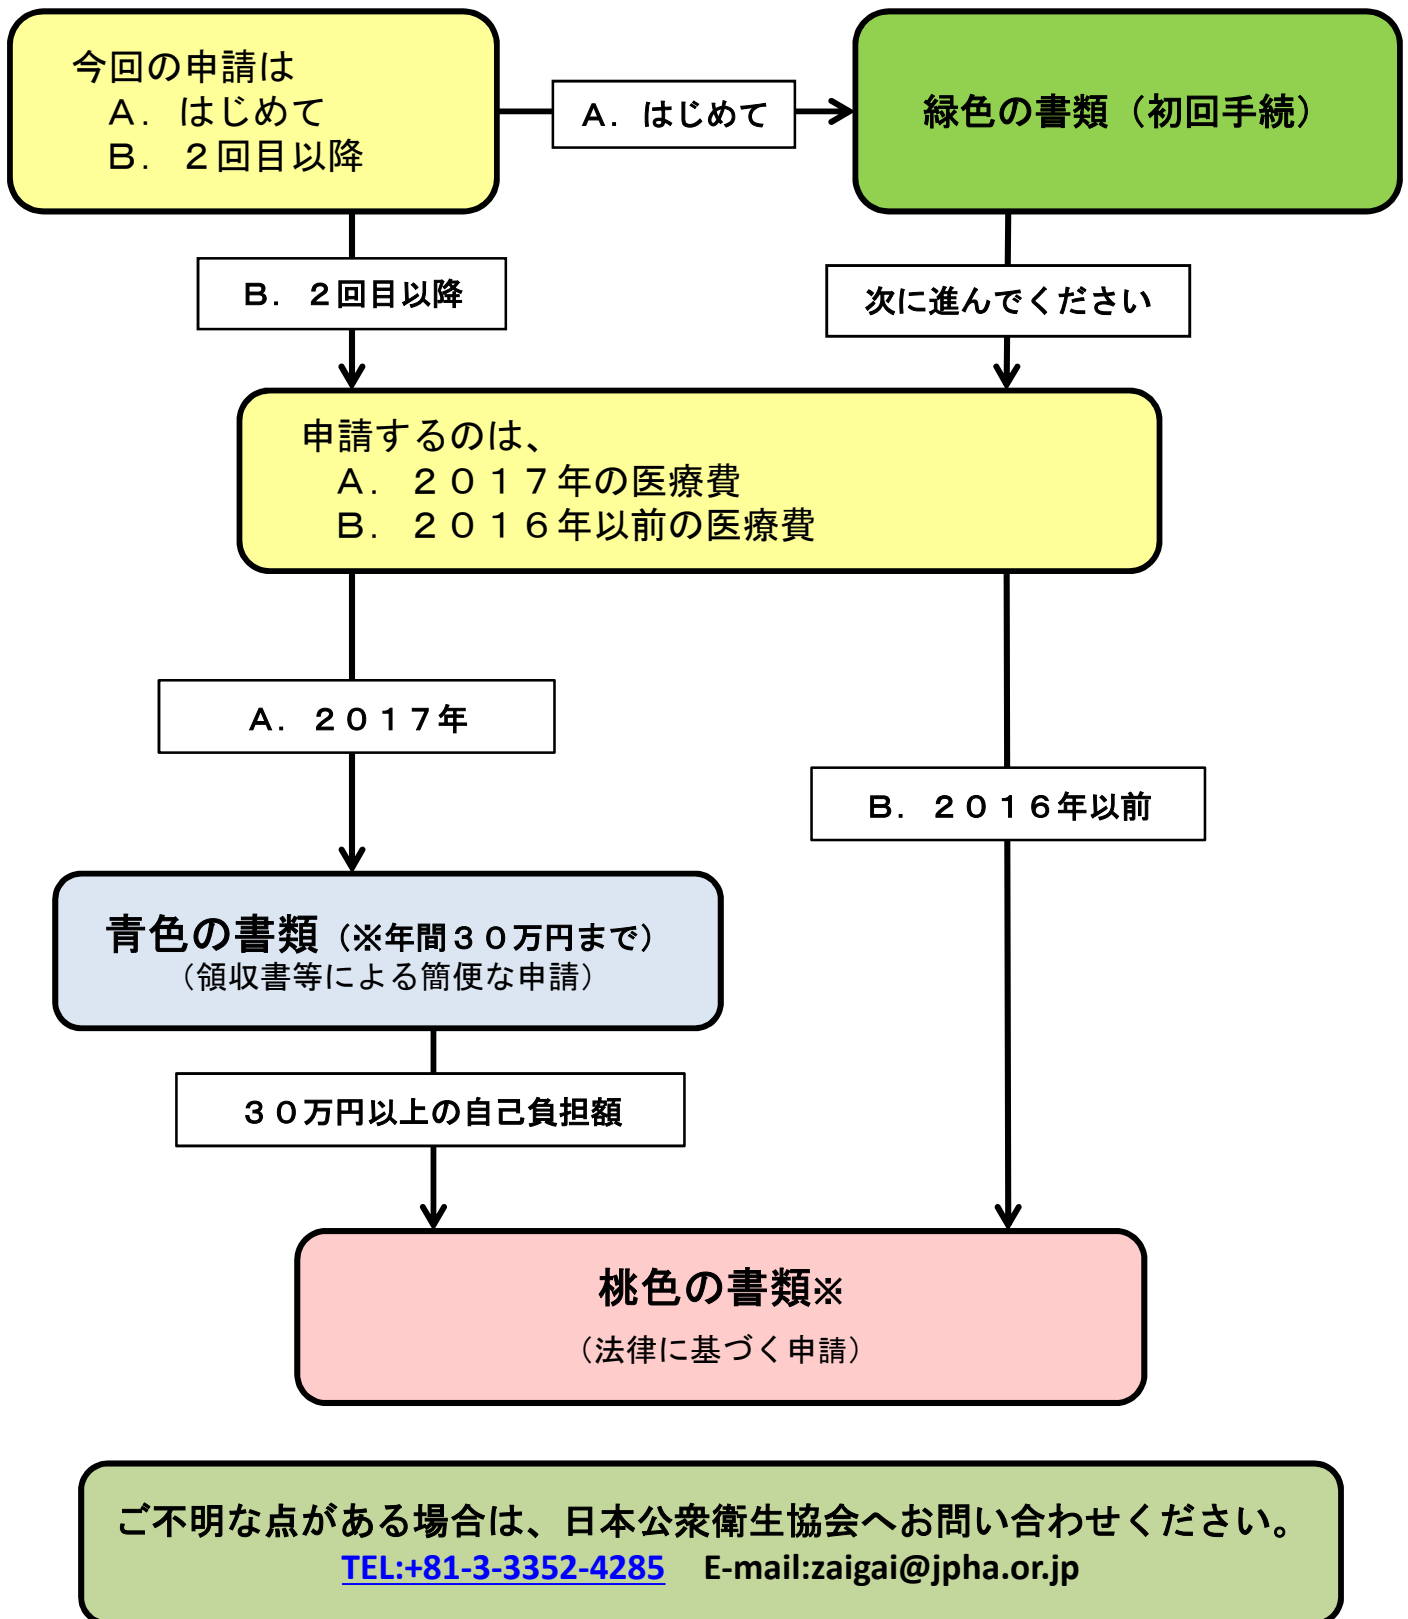 今回の申請は
A. はじめて
B. 2回目以降
A. はじめて
緑色の書類（初回手続）
B. 2回目以降
次に進んでください
申請するのは、
A. 2017年の医療費
B. 2016年以前の医療費
A. 2017年
B. 2016年以前
青色の書類（※年間30万円まで）
（領収書等による簡便な申請）
30万円以上の自己負担額
桃色の書類※
（法律に基づく申請）
ご不明な点がある場合は、日本公衆衛生協会へお問い合わせください。
TEL:+81-3-3352-4285 E-mail:zaigai@jpha.or.jp